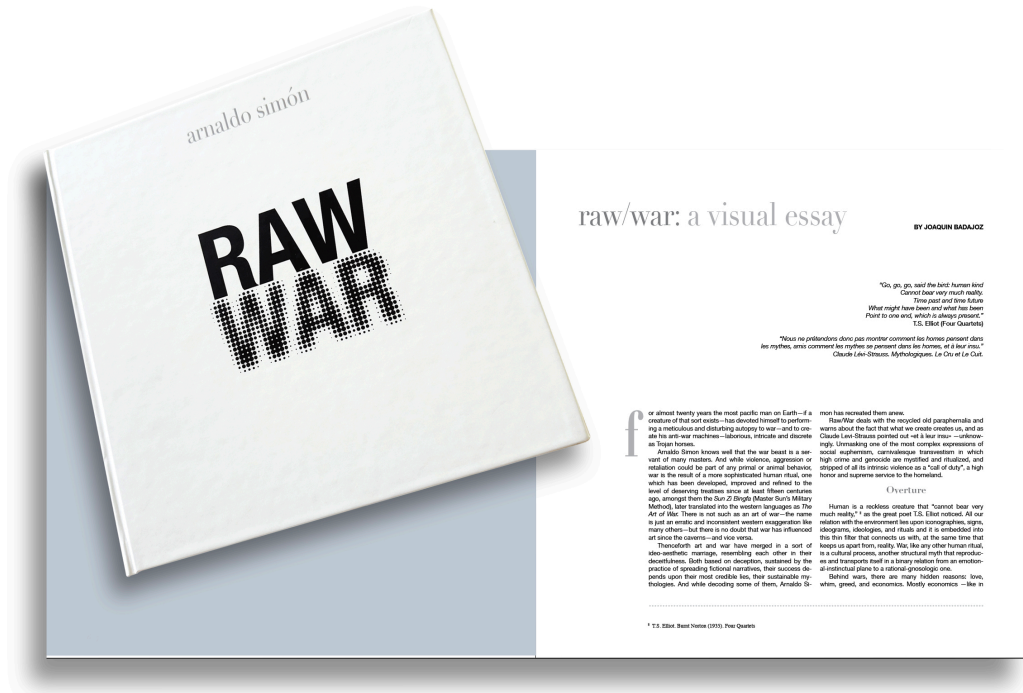 arnaldo simón
RAW
WAR
raw/war: a visual essay
BY JOAQUIN BADAJOZ
"Go, go, go, said the bird: human kind
Cannot bear very much reality.
Time past and time future
What might have been and what has been
Point to one end, which is always present."
T.S. Elliot (Four Quartets)
"Nous ne prétendons donc pas montrer comment les homes pensent dans
les mythes, amis comment les mythes se pensent dans les homes, et à leur insu."
Claude Lévi-Strauss. Mythologiques. Le Cru et Le Cuit.
for almost twenty years the most pacific man on Earth—if a
creature of that sort exists—has devoted himself to perform-
ing a meticulous and disturbing autopsy to war—and to cre-
ate his anti-war machines—laborious, intricate and discrete
as Trojan horses.
Arnaldo Simon knows well that the war beast is a ser-
vant of many masters. And while violence, aggression or
retaliation could be part of any primal or animal behavior,
war is the result of a more sophisticated human ritual, one
which has been developed, improved and refined to the
level of deserving treatises since at least fifteen centuries
ago, amongst them the Sun Zi Bingfa (Master Sun's Military
Method), later translated into the western languages as The
Art of War. There is not such as an art of war—the name
is just an erratic and inconsistent western exaggeration like
many others—but there is no doubt that war has influenced
art since the caverns—and vice versa.
Thenceforth art and war have merged in a sort of
ideo-aesthetic marriage, resembling each other in their
deceitfulness. Both based on deception, sustained by the
practice of spreading fictional narratives, their success de-
pends upon their most credible lies, their sustainable my-
thologies. And while decoding some of them, Arnaldo Si-
mon has recreated them anew.
Raw/War deals with the recycled old paraphernalia and
warns about the fact that what we create creates us, and as
Claude Levi-Strauss pointed out «et à leur insu» —unknow-
ingly. Unmasking one of the most complex expressions of
social euphemism, carnivalesque transvestism in which
high crime and genocide are mystified and ritualized, and
stripped of all its intrinsic violence as a "call of duty", a high
honor and supreme service to the homeland.
Overture
Human is a reckless creature that "cannot bear very
much reality," ¹ as the great poet T.S. Elliot noticed. All our
relation with the environment lies upon iconographies, signs,
ideograms, ideologies, and rituals and it is embedded into
this thin filter that connects us with, at the same time that
keeps us apart from, reality. War, like any other human ritual,
is a cultural process, another structural myth that reproduc-
es and transports itself in a binary relation from an emotion-
al-instinctual plane to a rational-gnosologic one.
Behind wars, there are many hidden reasons: love,
whim, greed, and economics. Mostly economics —like in
¹ T.S. Elliot. Burnt Norton (1935). Four Quartets